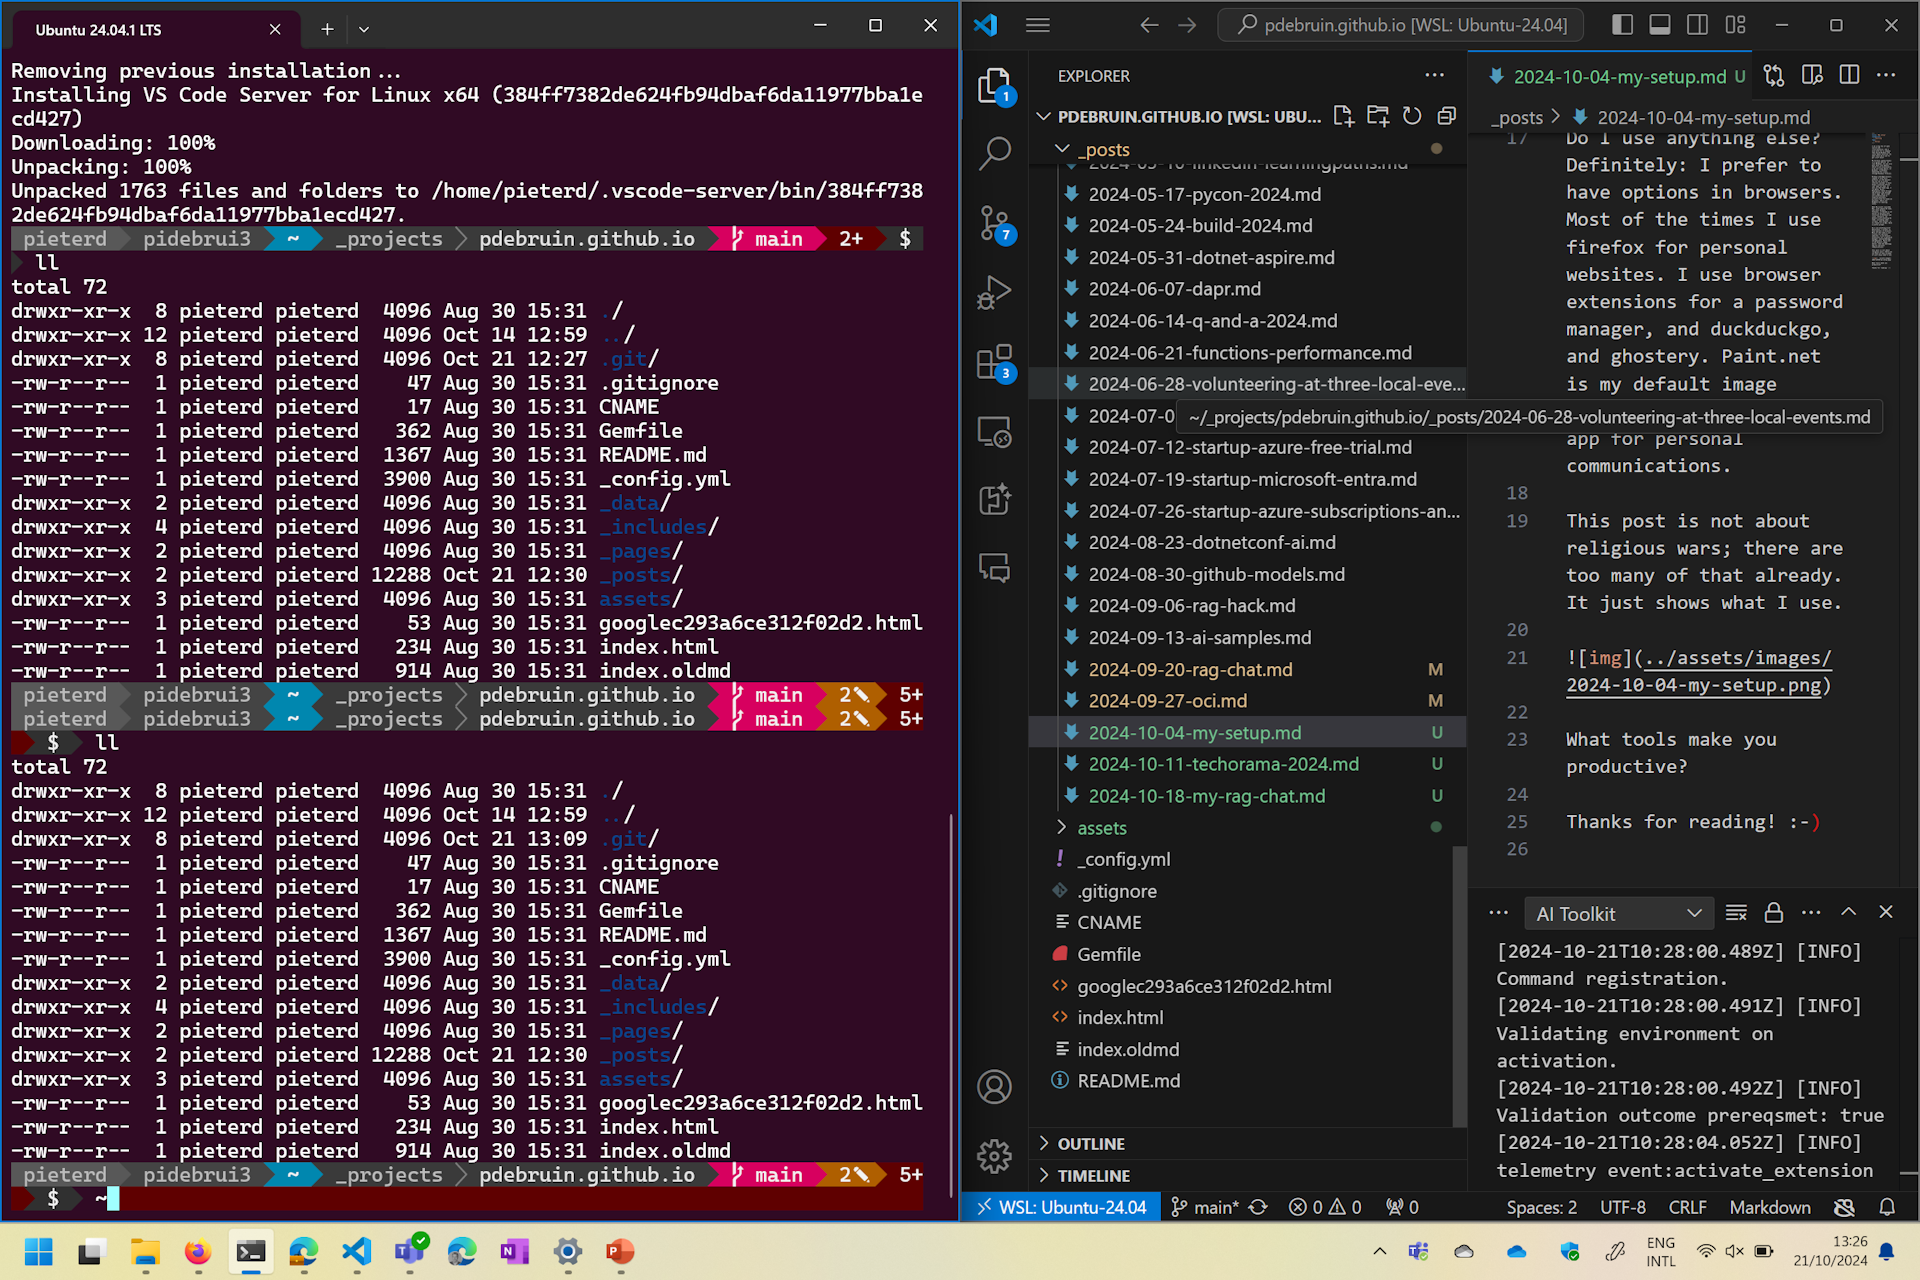 Ubuntu 24.04.1 LTS
Removing previous installation...
Installing VS Code Server for Linux x64 (384ff7382de624fb94dbaf6da11977bba1e
cd427)
Downloading: 100%
Unpacking: 100%
Unpacked 1763 files and folders to /home/pieterd/.vscode-server/bin/384ff738
2de624fb94dbaf6da11977bba1ecd427.
pieterd pidebrui3 ~ _projects pdebruin.github.io main 2+ $
ll
total 72
drwxr-xr-x  8 pieterd pieterd  4096 Aug 30 15:31 ./
drwxr-xr-x 12 pieterd pieterd  4096 Oct 14 12:59 ../
drwxr-xr-x  8 pieterd pieterd  4096 Oct 21 12:27 .git/
-rw-r--r--  1 pieterd pieterd    47 Aug 30 15:31 .gitignore
-rw-r--r--  1 pieterd pieterd    17 Aug 30 15:31 CNAME
-rw-r--r--  1 pieterd pieterd   362 Aug 30 15:31 Gemfile
-rw-r--r--  1 pieterd pieterd  1367 Aug 30 15:31 README.md
-rw-r--r--  1 pieterd pieterd  3900 Aug 30 15:31 _config.yml
drwxr-xr-x  2 pieterd pieterd  4096 Aug 30 15:31 _data/
drwxr-xr-x  4 pieterd pieterd  4096 Aug 30 15:31 _includes/
drwxr-xr-x  2 pieterd pieterd  4096 Aug 30 15:31 _pages/
drwxr-xr-x  2 pieterd pieterd 12288 Oct 21 12:30 _posts/
drwxr-xr-x  3 pieterd pieterd  4096 Aug 30 15:31 assets/
-rw-r--r--  1 pieterd pieterd    53 Aug 30 15:31 googlec293a6ce312f02d2.html
-rw-r--r--  1 pieterd pieterd   234 Aug 30 15:31 index.html
-rw-r--r--  1 pieterd pieterd   914 Aug 30 15:31 index.oldmd
pieterd pidebrui3 ~ _projects pdebruin.github.io main 2 5+
pieterd pidebrui3 ~ _projects pdebruin.github.io main 2 5+
$ ll
total 72
drwxr-xr-x  8 pieterd pieterd  4096 Aug 30 15:31 ./
drwxr-xr-x 12 pieterd pieterd  4096 Oct 14 12:59 ../
drwxr-xr-x  8 pieterd pieterd  4096 Oct 21 13:09 .git/
-rw-r--r--  1 pieterd pieterd    47 Aug 30 15:31 .gitignore
-rw-r--r--  1 pieterd pieterd    17 Aug 30 15:31 CNAME
-rw-r--r--  1 pieterd pieterd   362 Aug 30 15:31 Gemfile
-rw-r--r--  1 pieterd pieterd  1367 Aug 30 15:31 README.md
-rw-r--r--  1 pieterd pieterd  3900 Aug 30 15:31 _config.yml
drwxr-xr-x  2 pieterd pieterd  4096 Aug 30 15:31 _data/
drwxr-xr-x  4 pieterd pieterd  4096 Aug 30 15:31 _includes/
drwxr-xr-x  2 pieterd pieterd  4096 Aug 30 15:31 _pages/
drwxr-xr-x  2 pieterd pieterd 12288 Oct 21 12:30 _posts/
drwxr-xr-x  3 pieterd pieterd  4096 Aug 30 15:31 assets/
-rw-r--r--  1 pieterd pieterd    53 Aug 30 15:31 googlec293a6ce312f02d2.html
-rw-r--r--  1 pieterd pieterd   234 Aug 30 15:31 index.html
-rw-r--r--  1 pieterd pieterd   914 Aug 30 15:31 index.oldmd
pieterd pidebrui3 ~ _projects pdebruin.github.io main 2 5+
$ ~
pdebruin.github.io [WSL: Ubuntu-24.04]
1
7
3
EXPLORER
PDEBRUIN.GITHUB.IO [WSL: UBU...
_posts
2024-05-10-linkedin-learningpaths.md
2024-05-17-pycon-2024.md
2024-05-24-build-2024.md
2024-05-31-dotnet-aspire.md
2024-06-07-dapr.md
2024-06-14-q-and-a-2024.md
2024-06-21-functions-performance.md
2024-06-28-volunteering-at-three-local-eve...
2024-07-0
~/_projects/pdebruin.github.io/_posts/2024-06-28-volunteering-at-three-local-events.md
2024-07-12-startup-azure-free-trial.md
2024-07-19-startup-microsoft-entra.md
2024-07-26-startup-azure-subscriptions-an...
2024-08-23-dotnetconf-ai.md
2024-08-30-github-models.md
2024-09-06-rag-hack.md
2024-09-13-ai-samples.md
2024-09-20-rag-chat.md M
2024-09-27-oci.md M
2024-10-04-my-setup.md U
2024-10-11-techorama-2024.md U
2024-10-18-my-rag-chat.md U
assets
! _config.yml
.gitignore
CNAME
Gemfile
googlec293a6ce312f02d2.html
index.html
index.oldmd
README.md
OUTLINE
TIMELINE
2024-10-04-my-setup.md U
_posts > 2024-10-04-my-setup.md
17 Do I use anything else?
Definitely: I prefer to
have options in browsers.
Most of the times I use
firefox for personal
websites. I use browser
extensions for a password
manager, and duckduckgo,
and ghostery. Paint.net
is my default image
app for personal
communications.
18
19 This post is not about
religious wars; there are
too many of that already.
It just shows what I use.
20
21 ![img](../assets/images/
2024-10-04-my-setup.png)
22
23 What tools make you
productive?
24
25 Thanks for reading! :-)
26
AI Toolkit
[2024-10-21T10:28:00.489Z] [INFO]
Command registration.
[2024-10-21T10:28:00.491Z] [INFO]
Validating environment on
activation.
[2024-10-21T10:28:00.492Z] [INFO]
Validation outcome prereqsmet: true
[2024-10-21T10:28:04.052Z] [INFO]
telemetry event:activate_extension
WSL: Ubuntu-24.04 main* 0 0 0 Spaces: 2 UTF-8 CRLF Markdown
ENG
INTL
13:26
21/10/2024